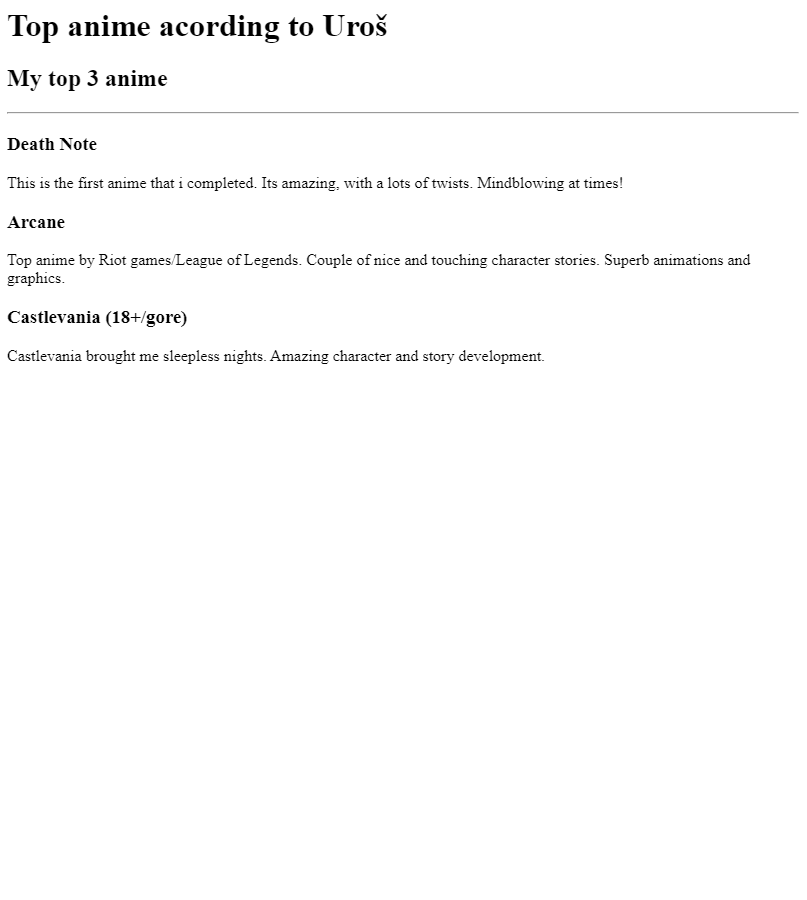 Top anime acording to Uroš
My top 3 anime
Death Note
This is the first anime that i completed. Its amazing, with a lots of twists. Mindblowing at times!
Arcane
Top anime by Riot games/League of Legends. Couple of nice and touching character stories. Superb animations and
graphics.
Castlevania (18+/gore)
Castlevania brought me sleepless nights. Amazing character and story development.